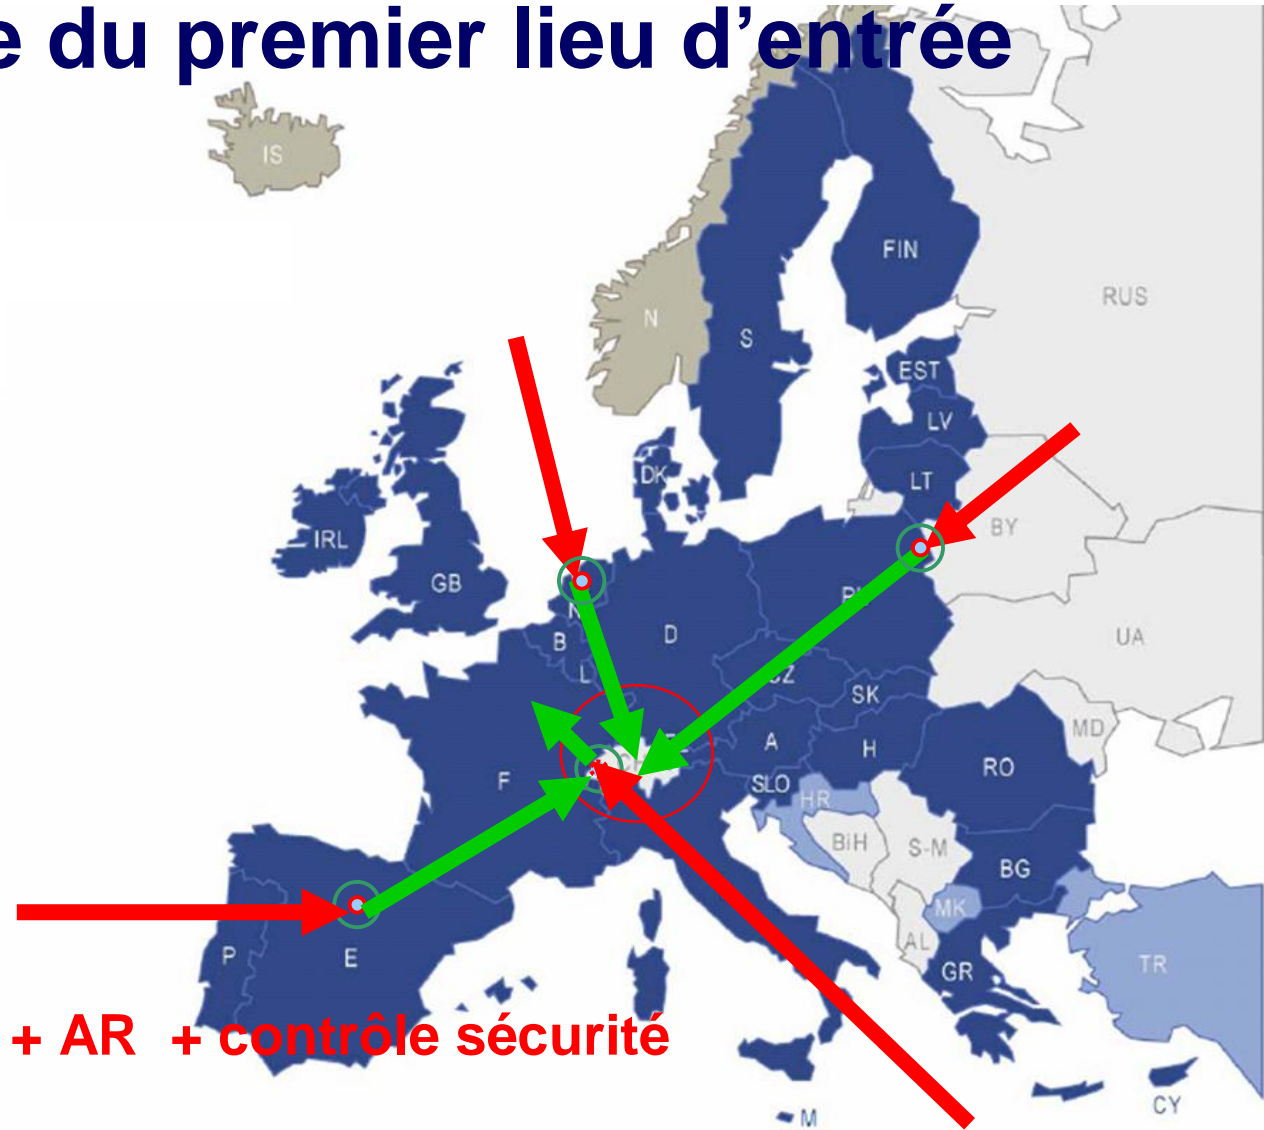 e du premier lieu d’entrée
IS
FIN
RUS
N
S
EST
LV
DK
LT
BY
IRL
GB
N
B
D
UA
L
CZ
SK
MD
A
H
F
RO
SLO
HR
BiH
S-M
BG
MK
AL
P
E
GR
TR
+ AR + contrôle sécurité
CY
M